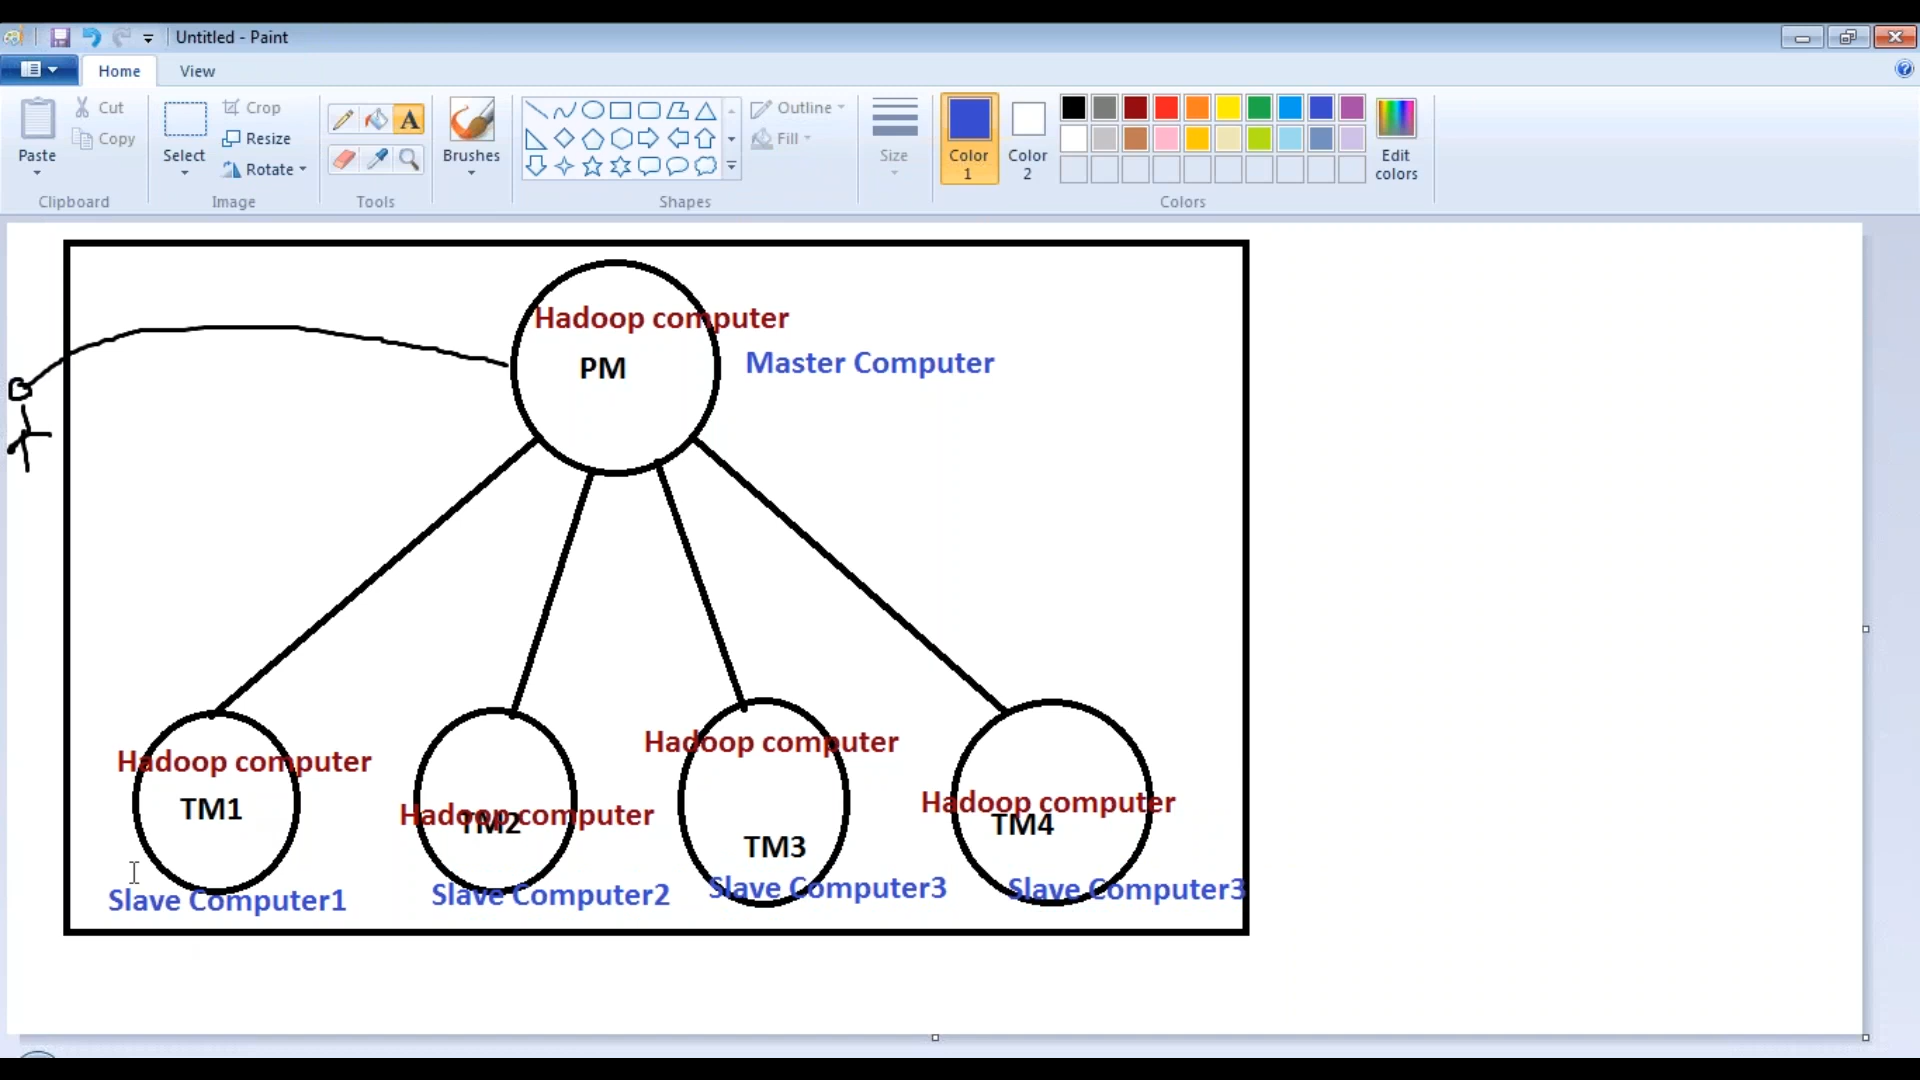 Untitled - Paint
Home View
Cut
Copy
Paste
Clipboard
Crop
Resize
Rotate
Select
Image
A
Tools
Brushes
Outline
Fill
Shapes
Size
Color 1
Color 2
Edit colors
Colors
Hadoop computer
PM
Master Computer
Hadoop computer
TM1
Slave Computer1
Hadoop computer
TM2
Slave Computer2
Hadoop computer
TM3
Slave Computer3
Hadoop computer
TM4
Slave Computer3